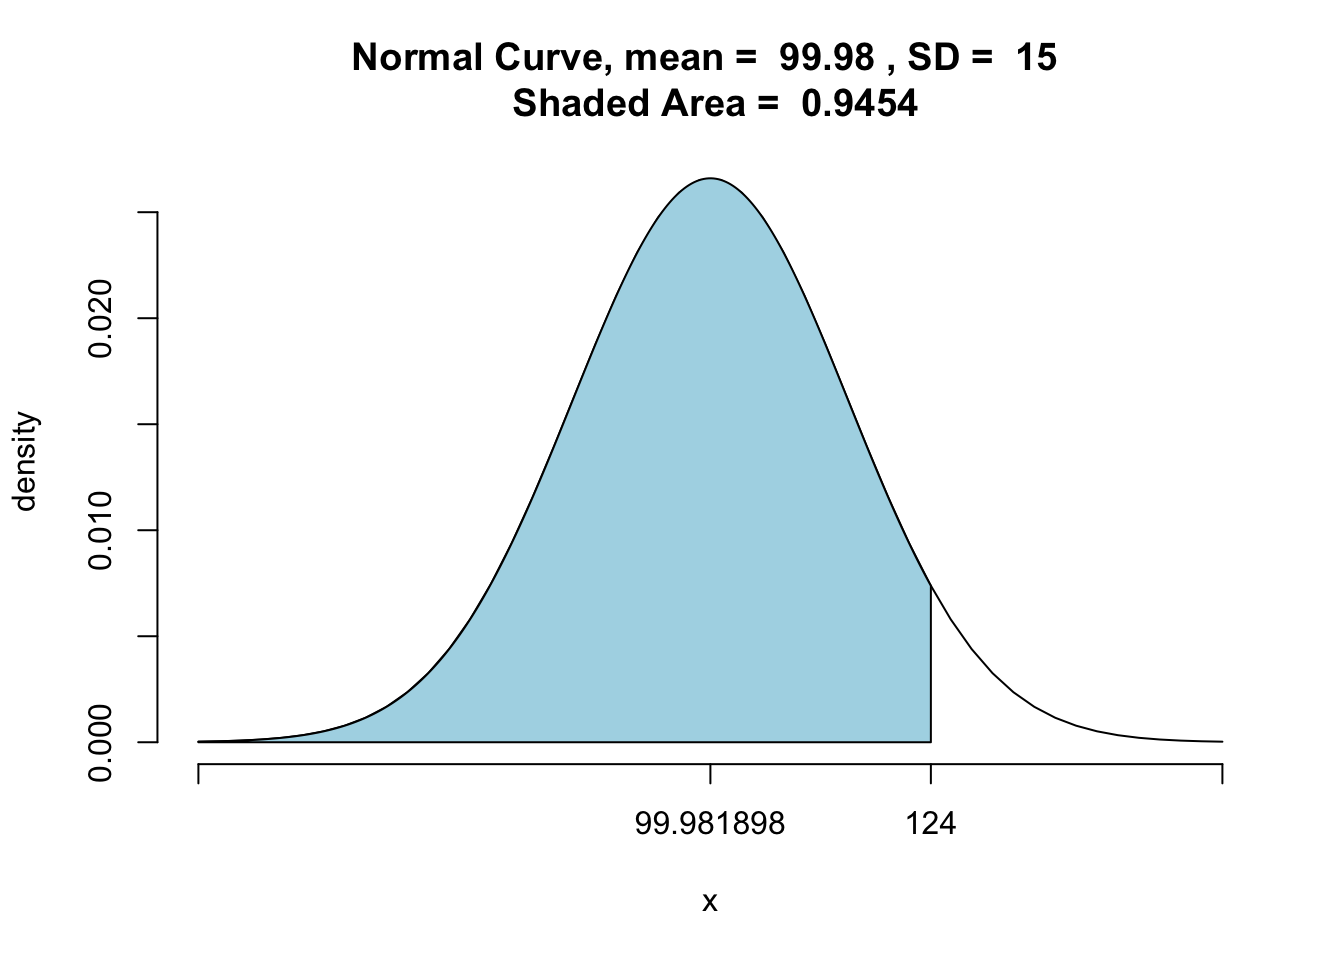 Normal Curve, mean =  99.98 , SD =  15
Shaded Area =  0.9454
density
0.020
0.010
0.000
99.981898
124
x